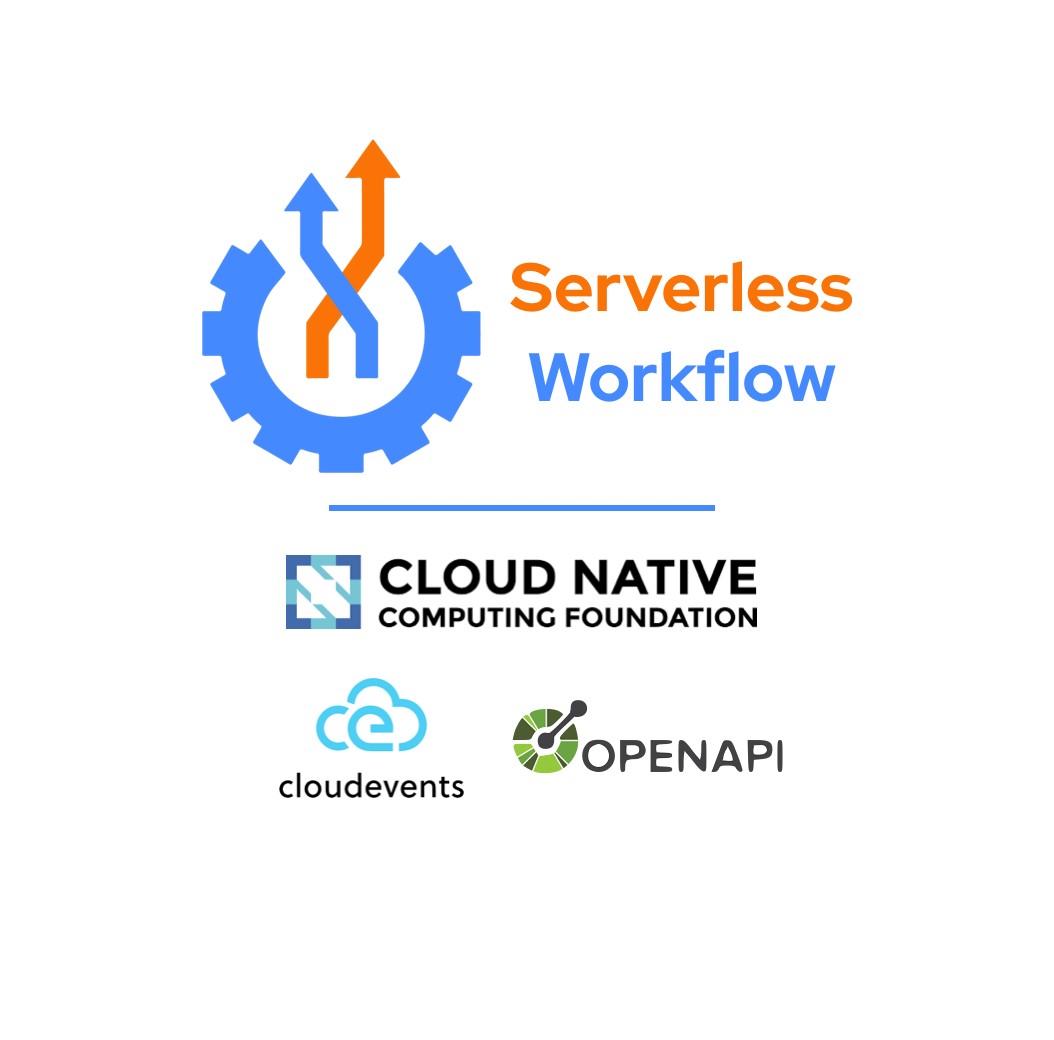 Serverless
Workflow
CLOUD NATIVE
COMPUTING FOUNDATION
cloudevents
OPENAPI